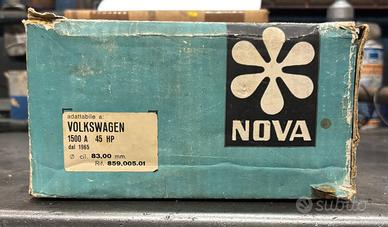 adattabile a:
VOLKSWAGEN
1500 A 45 HP
dal 1965
Ø cil. 83,00 mm.
Rif. 859.005.01
NOVA
subito